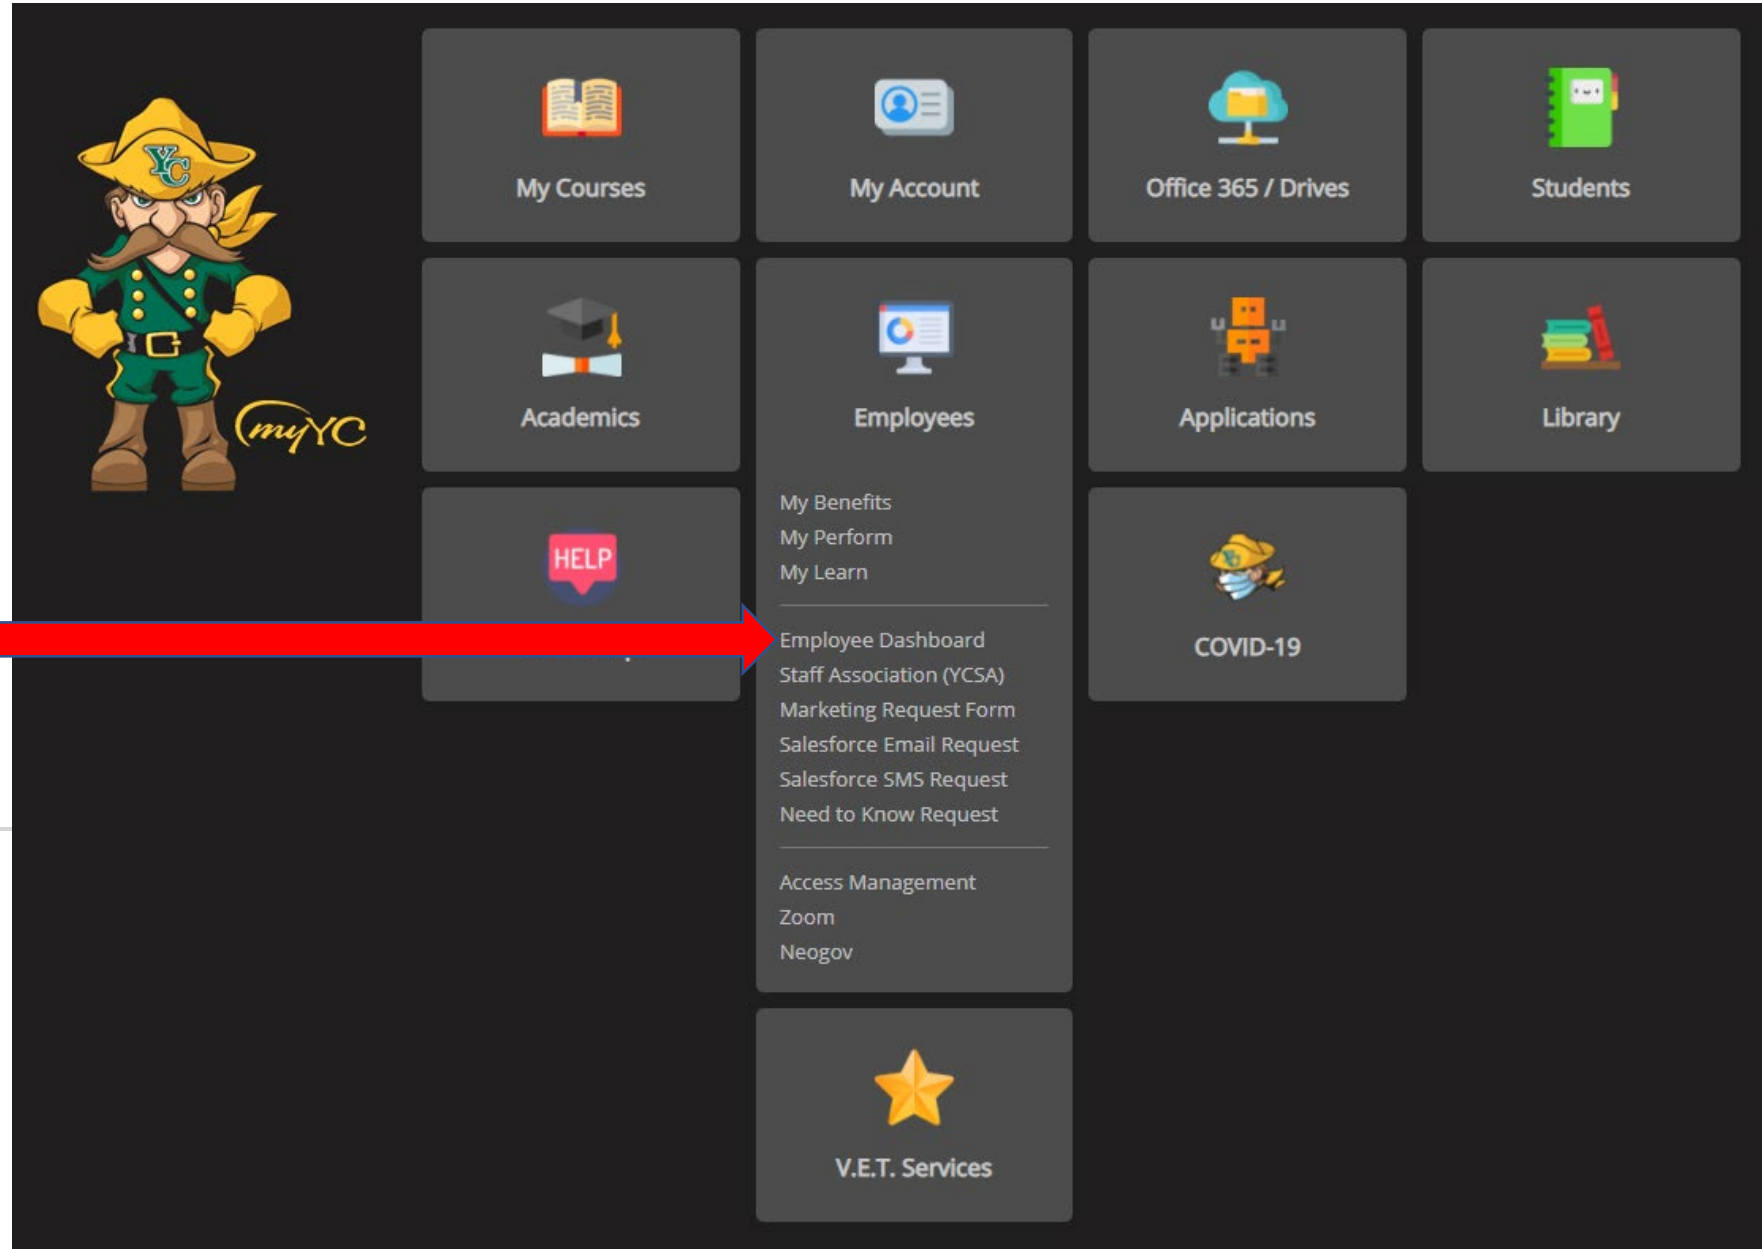 YC
myYC
My Courses
My Account
Office 365 / Drives
Students
Academics
Employees
Applications
Library
HELP
My Benefits
My Perform
My Learn
Employee Dashboard
Staff Association (YCSA)
Marketing Request Form
Salesforce Email Request
Salesforce SMS Request
Need to Know Request
Access Management
Zoom
Neogov
COVID-19
V.E.T. Services